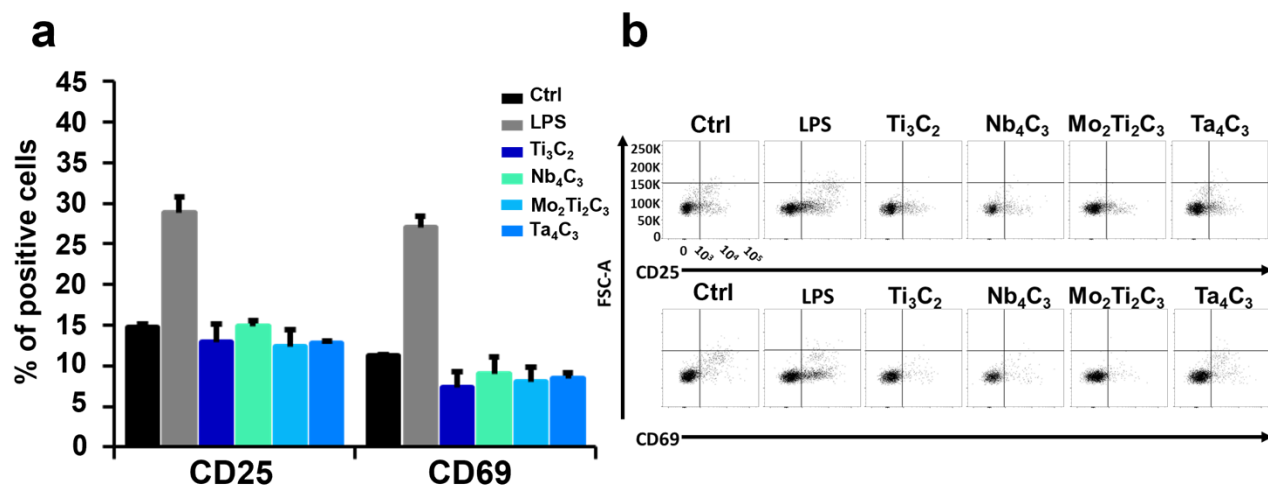 a
45
40
35
30
25
20
15
10
5
0
% of positive cells
CD25 CD69
Ctrl
LPS
Ti₃C₂
Nb₄C₃
Mo₂Ti₂C₃
Ta₄C₃
b
Ctrl LPS Ti₃C₂ Nb₄C₃ Mo₂Ti₂C₃ Ta₄C₃
250K
200K
150K
100K
50K
0
0 10³ 10⁴ 10⁵
CD25
FSC-A
Ctrl LPS Ti₃C₂ Nb₄C₃ Mo₂Ti₂C₃ Ta₄C₃
CD69